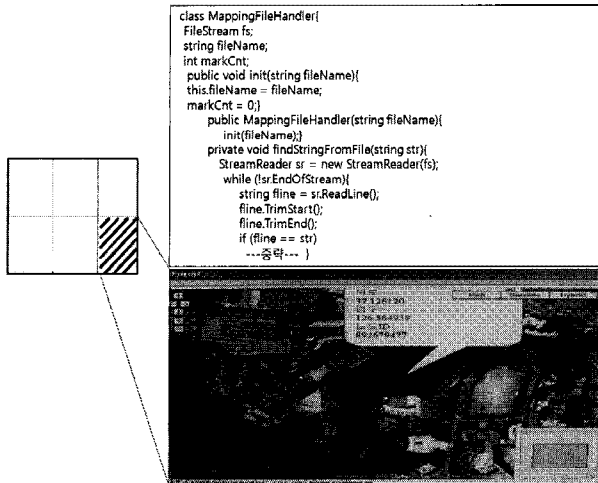 class MappingFileHandler{
FileStream fs;
string fileName;
int markCnt;
public void init(string fileName){
this.fileName = fileName;
markCnt = 0;}
public MappingFileHandler(string fileName){
init(fileName);}
private void findStringFromFile(string str){
StreamReader sr = new StreamReader(fs);
while (!sr.EndOfStream){
string fline = sr.ReadLine();
fline.TrimStart();
fline.TrimEnd();
if (fline == str)
---중략--- }